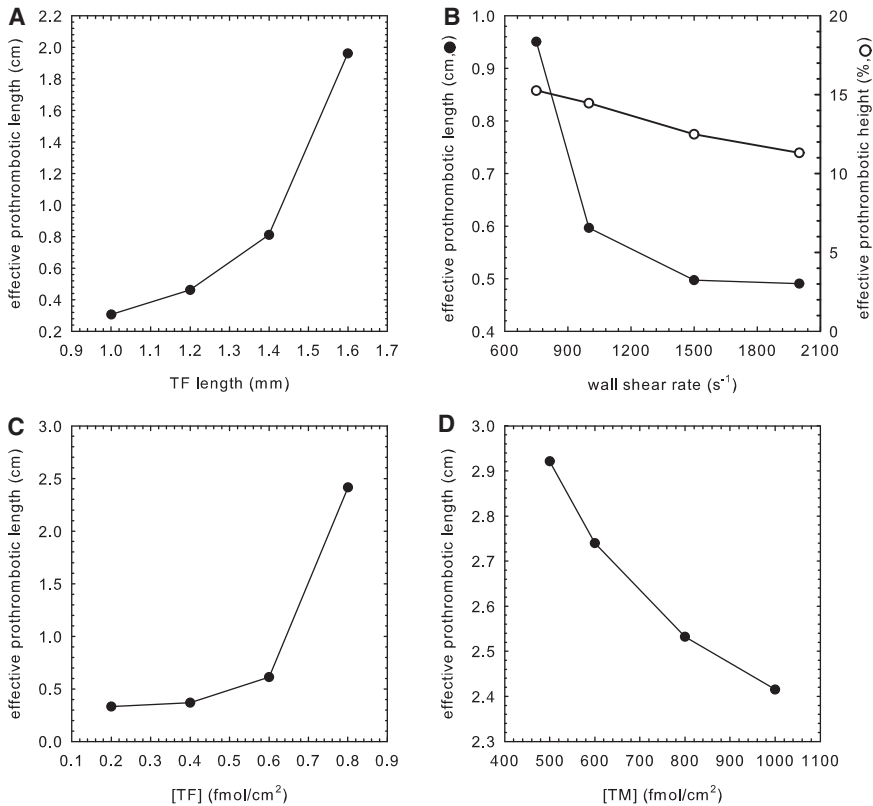 A
effective prothrombotic length (cm)
2.2
2.0
1.8
1.6
1.4
1.2
1.0
0.8
0.6
0.4
0.2
0.9 1.0 1.1 1.2 1.3 1.4 1.5 1.6 1.7
TF length (mm)
B
effective prothrombotic length (cm, ●)
1.0
0.9
0.8
0.7
0.6
0.5
0.4
600 900 1200 1500 1800 2100
wall shear rate (s⁻¹)
20
15
10
5
0
effective prothrombotic height (%,○)
C
effective prothrombotic length (cm)
3.0
2.5
2.0
1.5
1.0
0.5
0.0
0.1 0.2 0.3 0.4 0.5 0.6 0.7 0.8 0.9
[TF] (fmol/cm²)
D
effective prothrombotic length (cm)
3.0
2.9
2.8
2.7
2.6
2.5
2.4
2.3
400 500 600 700 800 900 1000 1100
[TM] (fmol/cm²)